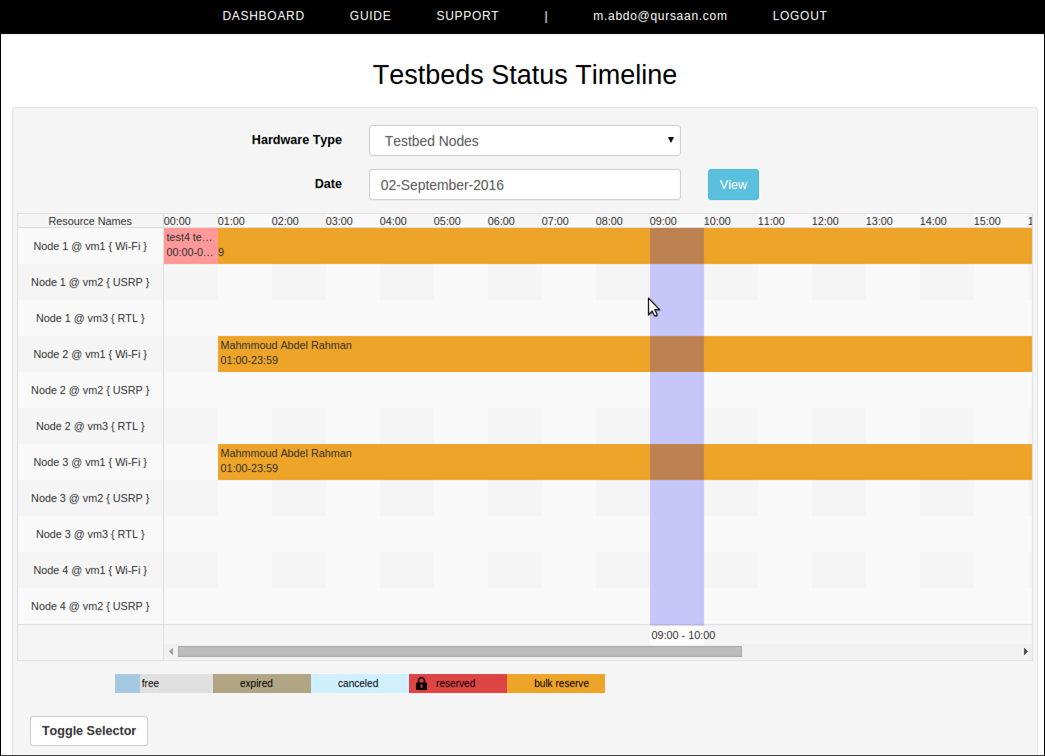 DASHBOARD GUIDE SUPPORT | m.abdo@qursaan.com LOGOUT
Testbeds Status Timeline
Hardware Type Testbed Nodes
Date 02-September-2016 View
Resource Names 00:00 01:00 02:00 03:00 04:00 05:00 06:00 07:00 08:00 09:00 10:00 11:00 12:00 13:00 14:00 15:00 1
test4 te...
Node 1 @ vm1 { Wi-Fi }
00:00-0... 9
Node 1 @ vm2 { USRP }
Node 1 @ vm3 { RTL }
Mahmmoud Abdel Rahman
Node 2 @ vm1 { Wi-Fi }
01:00-23:59
Node 2 @ vm2 { USRP }
Node 2 @ vm3 { RTL }
Mahmmoud Abdel Rahman
Node 3 @ vm1 { Wi-Fi }
01:00-23:59
Node 3 @ vm2 { USRP }
Node 3 @ vm3 { RTL }
Node 4 @ vm1 { Wi-Fi }
Node 4 @ vm2 { USRP }
09:00 - 10:00
free expired canceled reserved bulk reserve
Toggle Selector